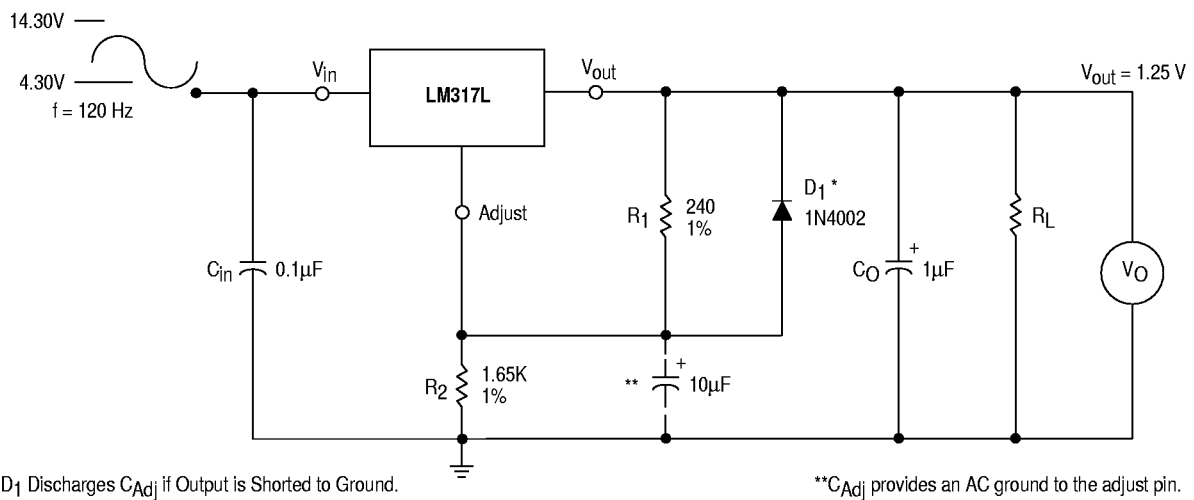 14.30V
4.30V
f = 120 Hz
Vin
LM317L
Vout
Vout = 1.25 V
Adjust
R1
240
1%
D1 *
1N4002
RL
Cin
0.1µF
CO
+
1µF
VO
R2
1.65K
1%
**
+
10µF
D1 Discharges CAdj if Output is Shorted to Ground.
**CAdj provides an AC ground to the adjust pin.